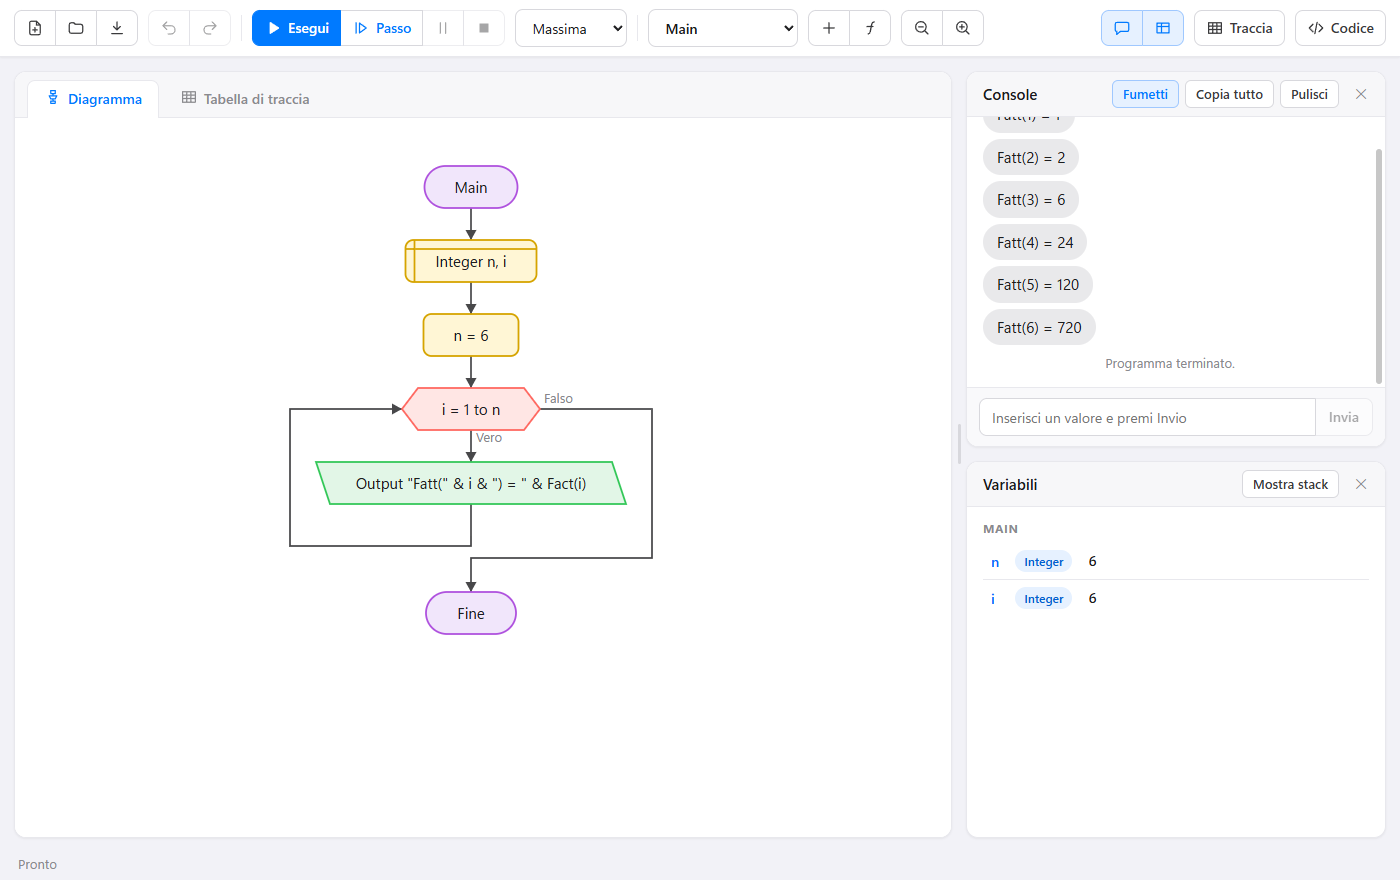 Esegui
Passo
Massima
Main
ƒ
Traccia
Codice
Diagramma
Tabella di traccia
Main
Integer n, i
n = 6
i = 1 to n
Falso
Vero
Output "Fatt(" & i & ") = " & Fact(i)
Fine
Console
Fumetti
Copia tutto
Pulisci
Fatt(1) = 1
Fatt(2) = 2
Fatt(3) = 6
Fatt(4) = 24
Fatt(5) = 120
Fatt(6) = 720
Programma terminato.
Inserisci un valore e premi Invio
Invia
Variabili
Mostra stack
MAIN
n Integer 6
i Integer 6
Pronto